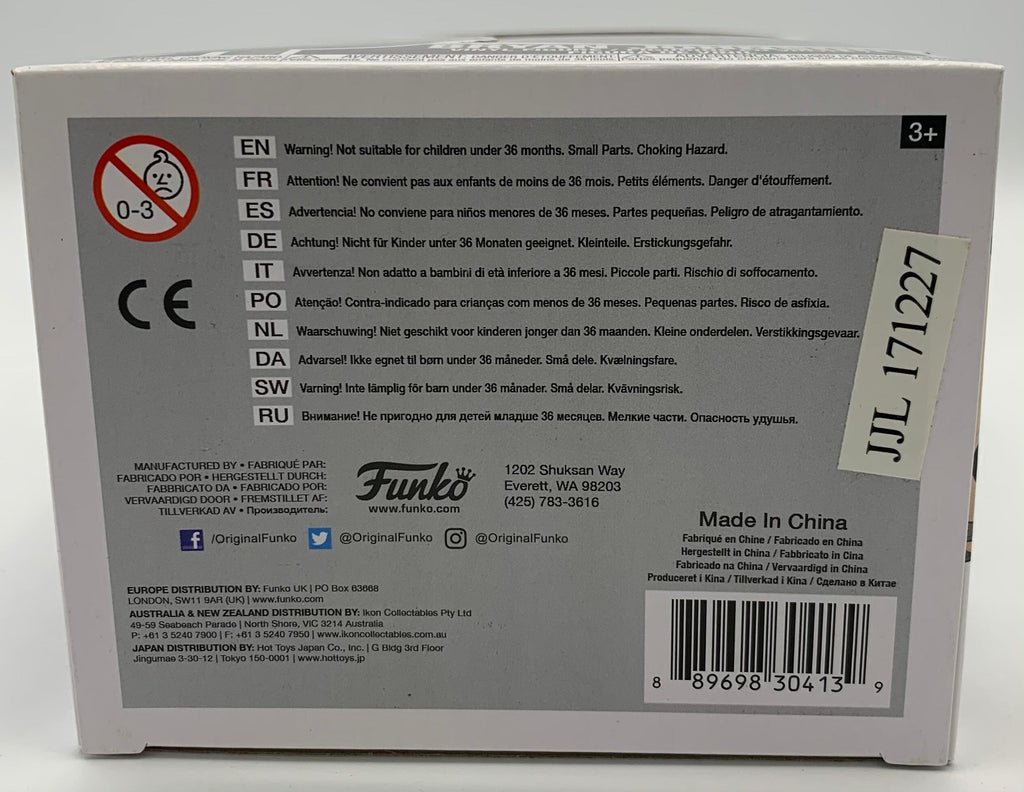 AVERTISSEMENT: DANGER D'ÉTOUFFEMENT
3+
0-3
EN Warning! Not suitable for children under 36 months. Small Parts. Choking Hazard.
FR Attention! Ne convient pas aux enfants de moins de 36 mois. Petits éléments. Danger d'étouffement.
ES Advertencia! No conviene para niños menores de 36 meses. Partes pequeñas. Peligro de atragantamiento.
DE Achtung! Nicht für Kinder unter 36 Monaten geeignet. Kleinteile. Erstickungsgefahr.
IT Avvertenza! Non adatto a bambini di età inferiore a 36 mesi. Piccole parti. Rischio di soffocamento.
PO Atenção! Contra-indicado para crianças com menos de 36 meses. Pequenas partes. Risco de asfixia.
NL Waarschuwing! Niet geschikt voor kinderen jonger dan 36 maanden. Kleine onderdelen. Verstikkingsgevaar.
DA Advarsel! Ikke egnet til børn under 36 måneder. Små dele. Kvælningsfare.
SW Varning! Inte lämplig för barn under 36 månader. Små delar. Kvävningsrisk.
RU Внимание! Не пригодно для детей младше 36 месяцев. Мелкие части. Опасность удушья.
CE
JJL 171227
MANUFACTURED BY • FABRIQUÉ PAR:
FABRICADO POR • HERGESTELLT DURCH:
FABBRICATO DA • FABRICADO POR:
VERVAARDIGD DOOR • FREMSTILLET AF:
TILLVERKAD AV • Производитель:
Funko
www.funko.com
1202 Shuksan Way
Everett, WA 98203
(425) 783-3616
/OriginalFunko @OriginalFunko @OriginalFunko
Made In China
Fabriqué en Chine / Fabricado en China
Hergestellt in China / Fabbricato in Cina
Fabricado na China / Vervaardigd in China
Produceret i Kina / Tillverkad i Kina / Сделано в Китае
EUROPE DISTRIBUTION BY: Funko UK | PO Box 63668
LONDON, SW11 9AR (UK) | www.funko.com
AUSTRALIA & NEW ZEALAND DISTRIBUTION BY: Ikon Collectables Pty Ltd
49-59 Seabeach Parade | North Shore, VIC 3214 Australia
P: +61 3 5240 7900 | F: +61 3 5240 7950 | www.ikoncollectables.com.au
JAPAN DISTRIBUTION BY: Hot Toys Japan Co., Inc. | G Bldg 3rd Floor
Jingumae 3-30-12 | Tokyo 150-0001 | www.hottoys.jp
8 89698 30413 9